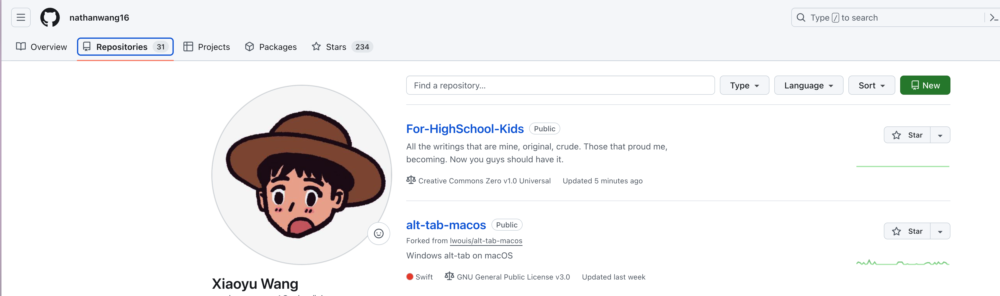 nathanwang16
Type / to search
Overview
Repositories 31
Projects
Packages
Stars 234
Find a repository...
Type
Language
Sort
New
For-HighSchool-Kids Public
Star
All the writings that are mine, original, crude. Those that proud me,
becoming. Now you guys should have it.
Creative Commons Zero v1.0 Universal Updated 5 minutes ago
alt-tab-macos Public
Star
Forked from lwouis/alt-tab-macos
Windows alt-tab on macOS
Swift GNU General Public License v3.0 Updated last week
Xiaoyu Wang